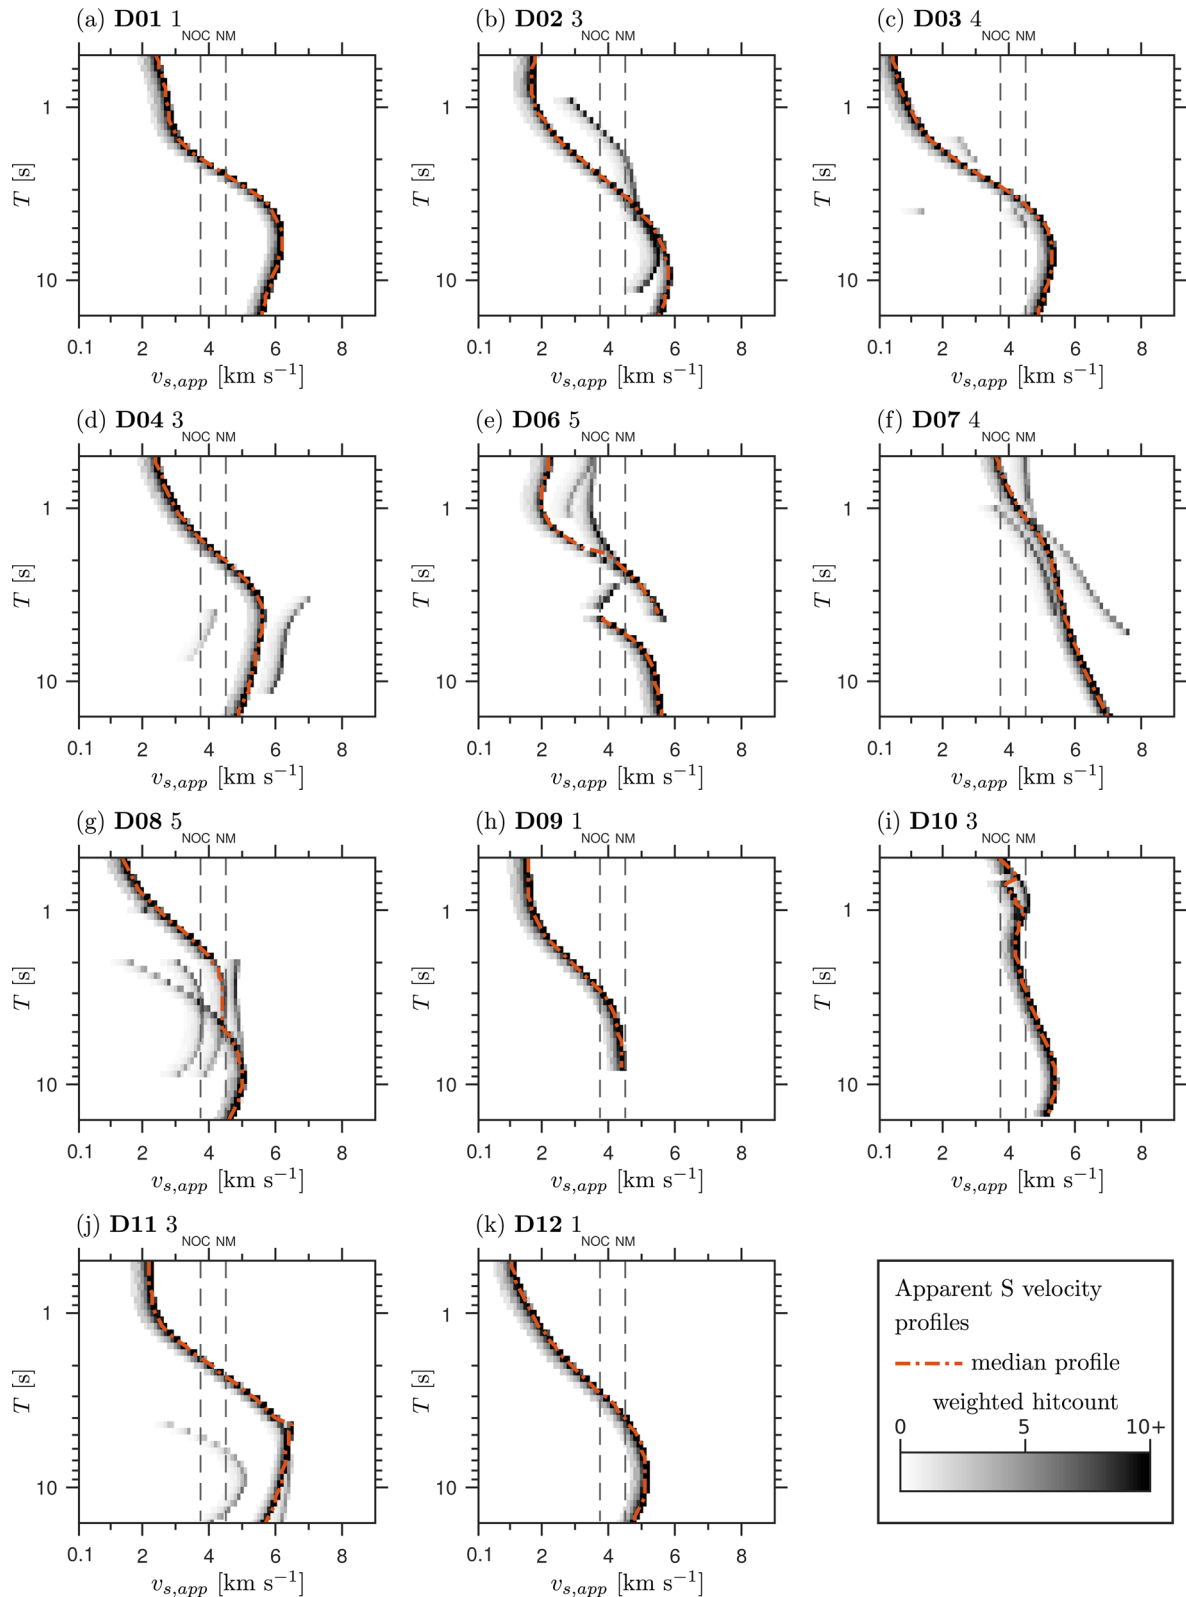 (a) D01 1
NOC NM
1
10
T [s]
0.1 2 4 6 8
v_{s,app} [km s⁻¹]
(b) D02 3
NOC NM
1
10
T [s]
0.1 2 4 6 8
v_{s,app} [km s⁻¹]
(c) D03 4
NOC NM
1
10
T [s]
0.1 2 4 6 8
v_{s,app} [km s⁻¹]
(d) D04 3
NOC NM
1
10
T [s]
0.1 2 4 6 8
v_{s,app} [km s⁻¹]
(e) D06 5
NOC NM
1
10
T [s]
0.1 2 4 6 8
v_{s,app} [km s⁻¹]
(f) D07 4
NOC NM
1
10
T [s]
0.1 2 4 6 8
v_{s,app} [km s⁻¹]
(g) D08 5
NOC NM
1
10
T [s]
0.1 2 4 6 8
v_{s,app} [km s⁻¹]
(h) D09 1
NOC NM
1
10
T [s]
0.1 2 4 6 8
v_{s,app} [km s⁻¹]
(i) D10 3
NOC NM
1
10
T [s]
0.1 2 4 6 8
v_{s,app} [km s⁻¹]
(j) D11 3
NOC NM
1
10
T [s]
0.1 2 4 6 8
v_{s,app} [km s⁻¹]
(k) D12 1
NOC NM
1
10
T [s]
0.1 2 4 6 8
v_{s,app} [km s⁻¹]
Apparent S velocity
profiles
median profile
weighted hitcount
0 5 10+